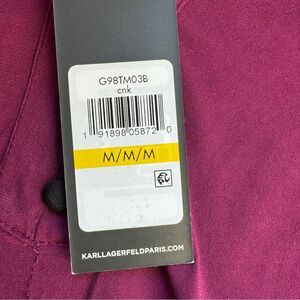 G98TM03B
cnk
1 91898 05872 0
M/M/M
KARLLAGERFELDPARIS.COM